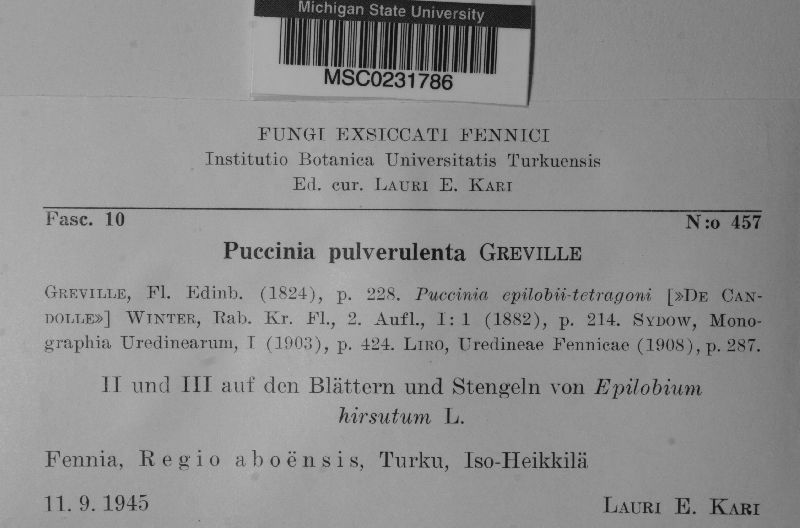 Michigan State University
MSC0231786
FUNGI EXSICCATI FENNICI
Institutio Botanica Universitatis Turkuensis
Ed. cur. LAURI E. KARI
Fasc. 10 N:o 457
Puccinia pulverulenta GREVILLE
GREVILLE, Fl. Edinb. (1824), p. 228. Puccinia epilobii-tetragoni [»DE CAN-
DOLLE»] WINTER, Rab. Kr. Fl., 2. Aufl., I: 1 (1882), p. 214. SYDOW, Mono-
graphia Uredinearum, I (1903), p. 424. LIRO, Uredineae Fennicae (1908), p. 287.
II und III auf den Blättern und Stengeln von Epilobium
hirsutum L.
Fennia, Regio aboënsis, Turku, Iso-Heikkilä
11. 9. 1945 LAURI E. KARI